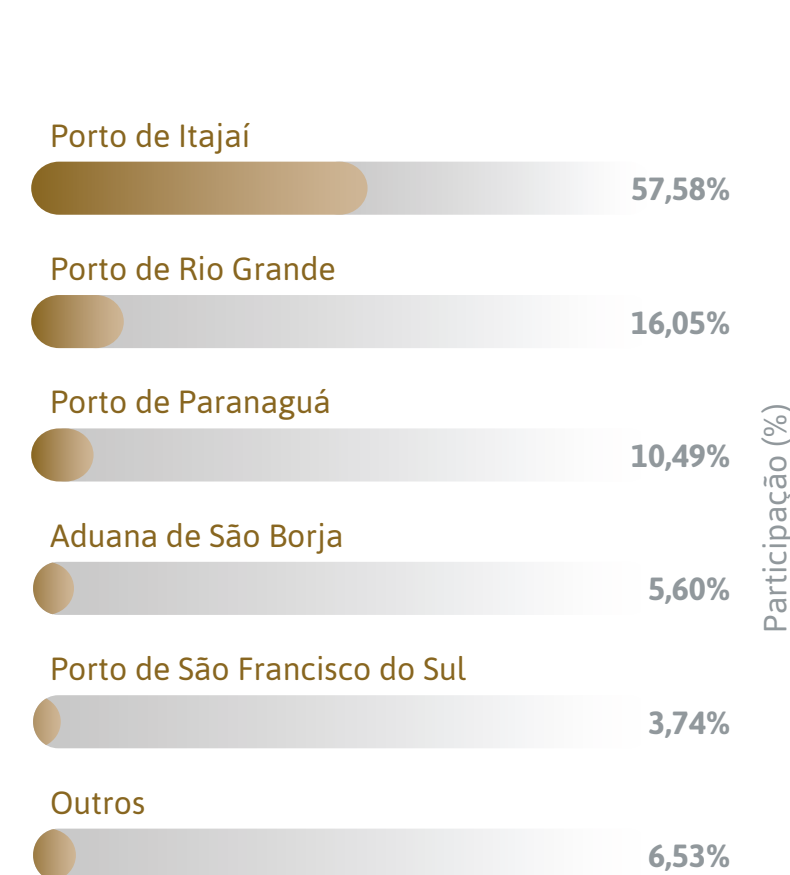 Porto de Itajaí
57,58%
Porto de Rio Grande
16,05%
Porto de Paranaguá
10,49%
Aduana de São Borja
5,60%
Porto de São Francisco do Sul
3,74%
Outros
6,53%
Participação (%)